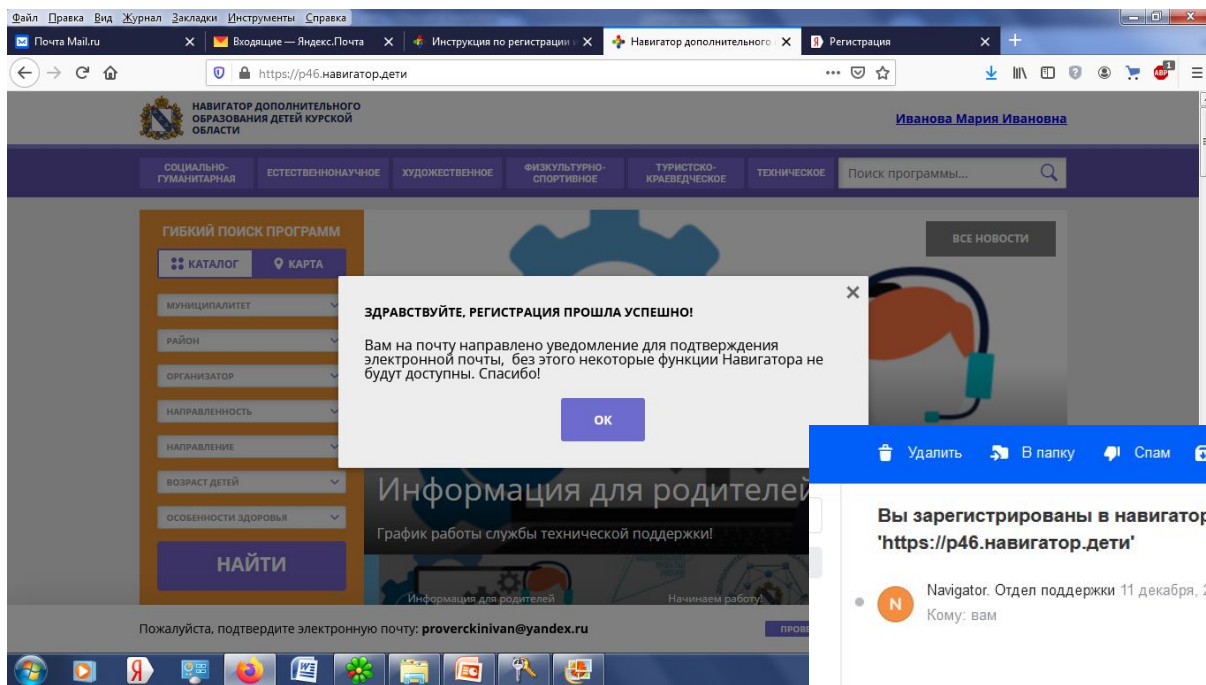 Файл Правка Вид Журнал Закладки Инструменты Справка
Почта Mail.ru
Входящие — Яндекс.Почта
Инструкция по регистрации
Навигатор дополнительного
Регистрация
https://р46.навигатор.дети
НАВИГАТОР ДОПОЛНИТЕЛЬНОГО
ОБРАЗОВАНИЯ ДЕТЕЙ КУРСКОЙ
ОБЛАСТИ
Иванова Мария Ивановна
СОЦИАЛЬНО-
ГУМАНИТАРНАЯ
ЕСТЕСТВЕННОНАУЧНОЕ
ХУДОЖЕСТВЕННОЕ
ФИЗКУЛЬТУРНО-
СПОРТИВНОЕ
ТУРИСТСКО-
КРАЕВЕДЧЕСКОЕ
ТЕХНИЧЕСКОЕ
Поиск программы...
ГИБКИЙ ПОИСК ПРОГРАММ
КАТАЛОГ
КАРТА
ВСЕ НОВОСТИ
МУНИЦИПАЛИТЕТ
РАЙОН
ОРГАНИЗАТОР
НАПРАВЛЕННОСТЬ
НАПРАВЛЕНИЕ
ВОЗРАСТ ДЕТЕЙ
ОСОБЕННОСТИ ЗДОРОВЬЯ
НАЙТИ
ЗДРАВСТВУЙТЕ, РЕГИСТРАЦИЯ ПРОШЛА УСПЕШНО!
Вам на почту направлено уведомление для подтверждения
электронной почты, без этого некоторые функции Навигатора не
будут доступны. Спасибо!
ОК
Информация для родителей
График работы службы технической поддержки!
Информация для родителей
Начинаем работу!
Пожалуйста, подтвердите электронную почту: proverckinivan@yandex.ru
ПРОВЕ
Удалить
В папку
Спам
Вы зарегистрированы в навигатор
'https://р46.навигатор.дети'
N
Navigator. Отдел поддержки 11 декабря, 2
Кому: вам